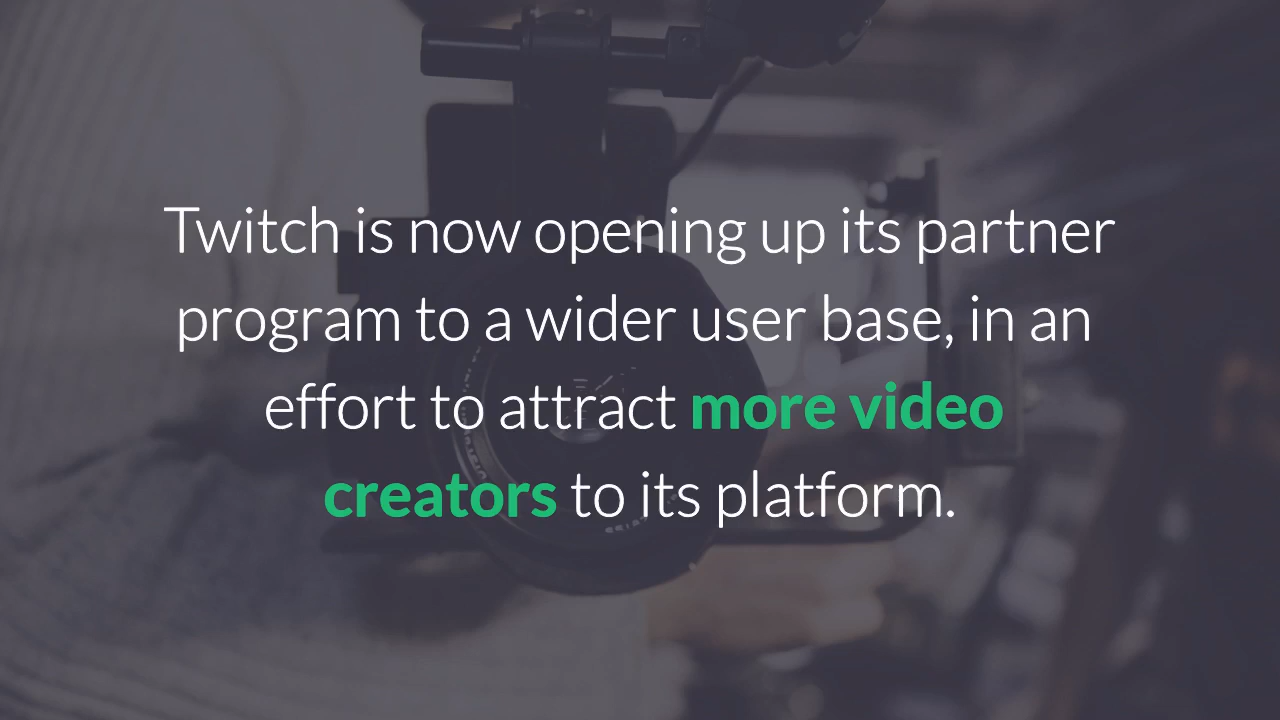 Twitch is now opening up its partner
program to a wider user base, in an
effort to attract more video
creators to its platform.